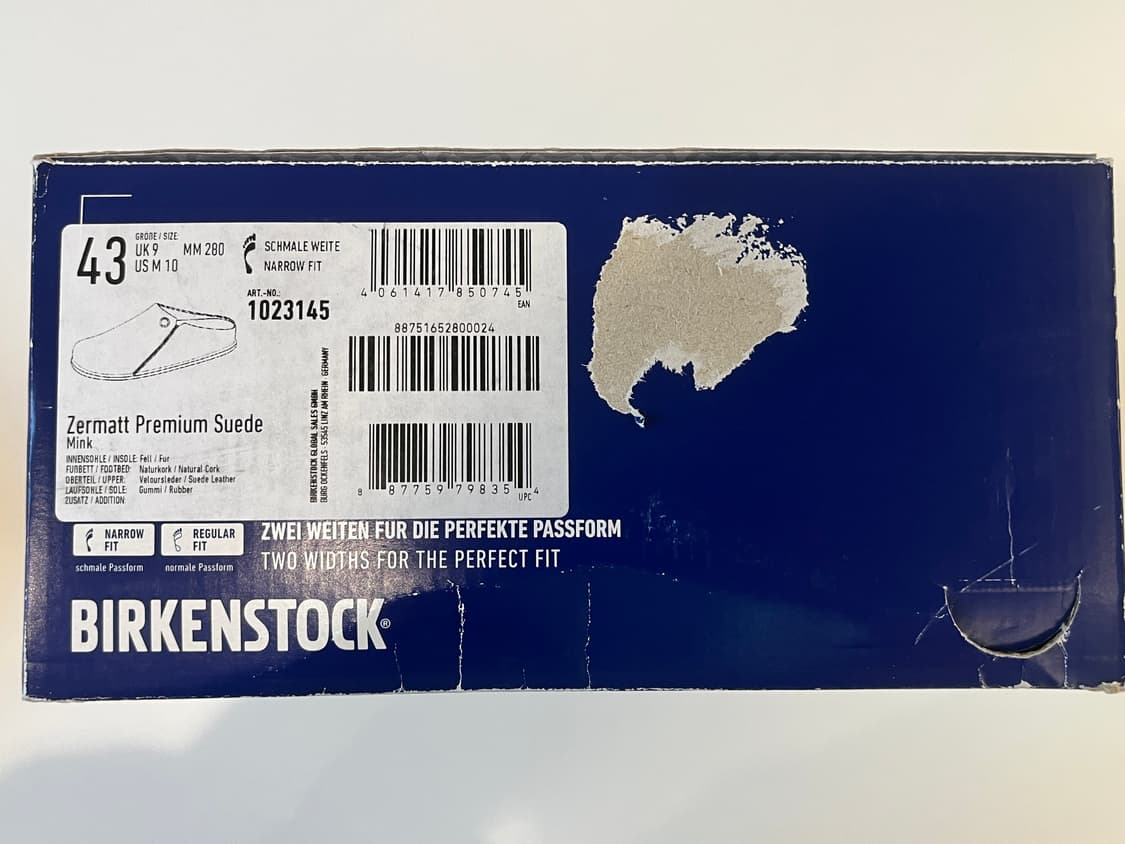 43
GRÖßE / SIZE:
UK 9 MM 280
US M 10
SCHMALE WEITE
NARROW FIT
ART.-NO.:
1023145
4 061417 850745
EAN
88751652800024
8 87759 79835 4
UPC
BIRKENSTOCK GLOBAL SALES GMBH
BURG OCKENFELS · 53545 LINZ AM RHEIN · GERMANY
Zermatt Premium Suede
Mink
INNENSOHLE / INSOLE: Fell / Fur
FUßBETT / FOOTBED: Naturkork / Natural Cork
OBERTEIL / UPPER: Veloursleder / Suede Leather
LAUFSOHLE / SOLE: Gummi / Rubber
ZUSATZ / ADDITION:
NARROW FIT
schmale Passform
REGULAR FIT
normale Passform
ZWEI WEITEN FÜR DIE PERFEKTE PASSFORM
TWO WIDTHS FOR THE PERFECT FIT
BIRKENSTOCK®